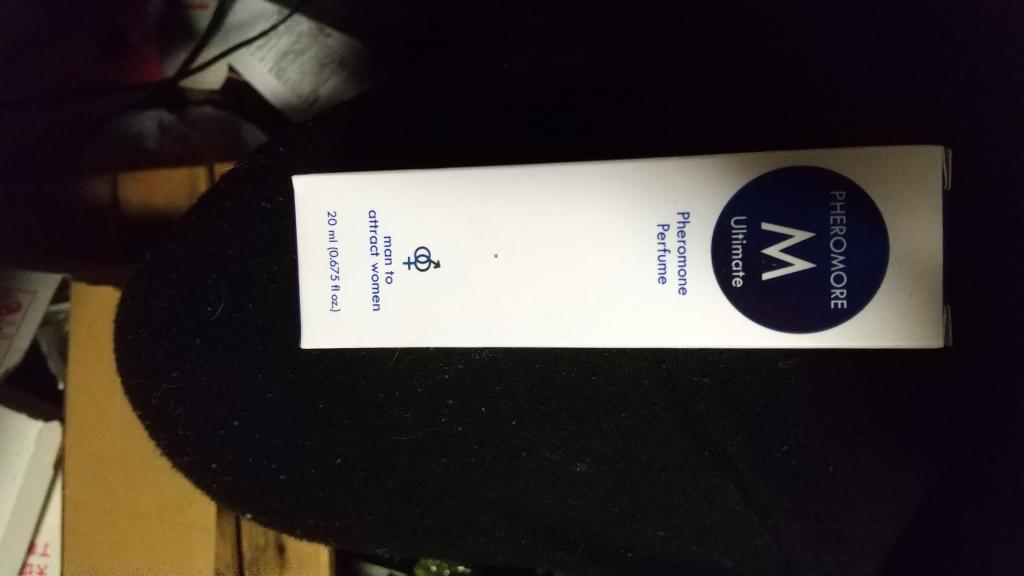 PHEROMORE
M
Ultimate
Pheromone
Perfume
man to
attract women
20 ml (0.675 fl oz.)